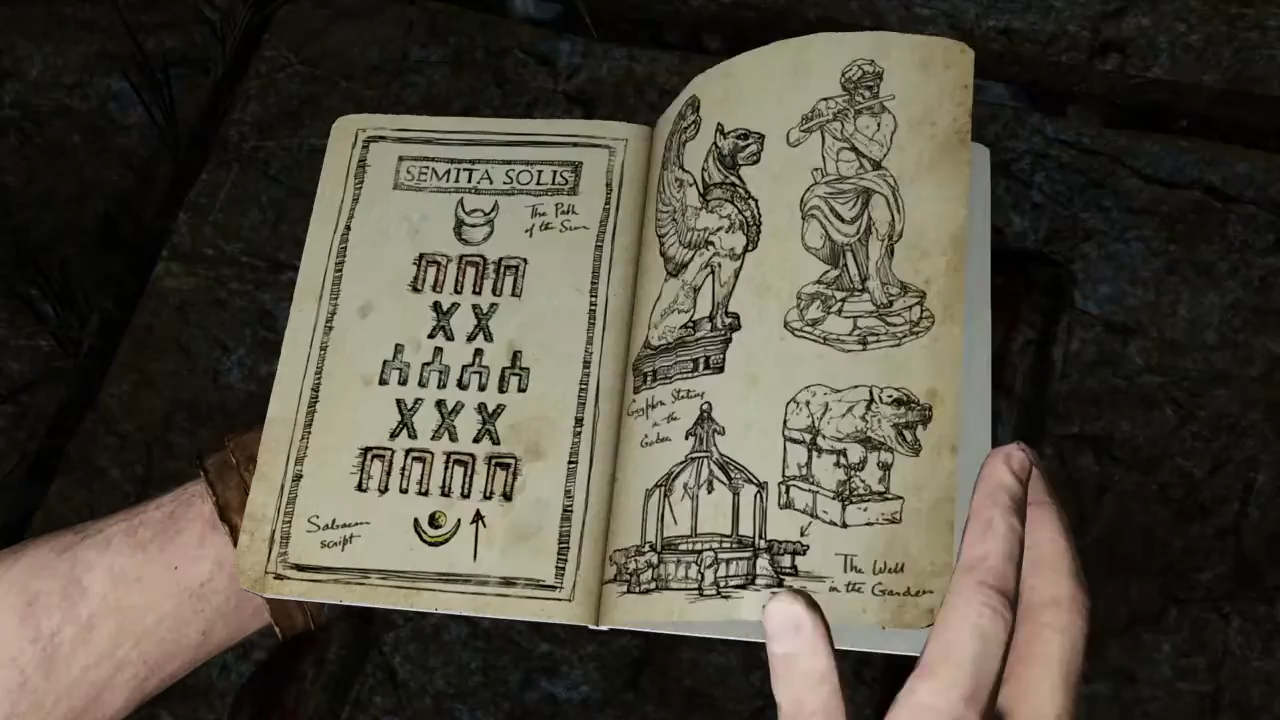 SEMITA SOLIS
The Path
of the Sun
Sabaean
script
Gryphon Statues
in the
Garden
The Well
in the Garden